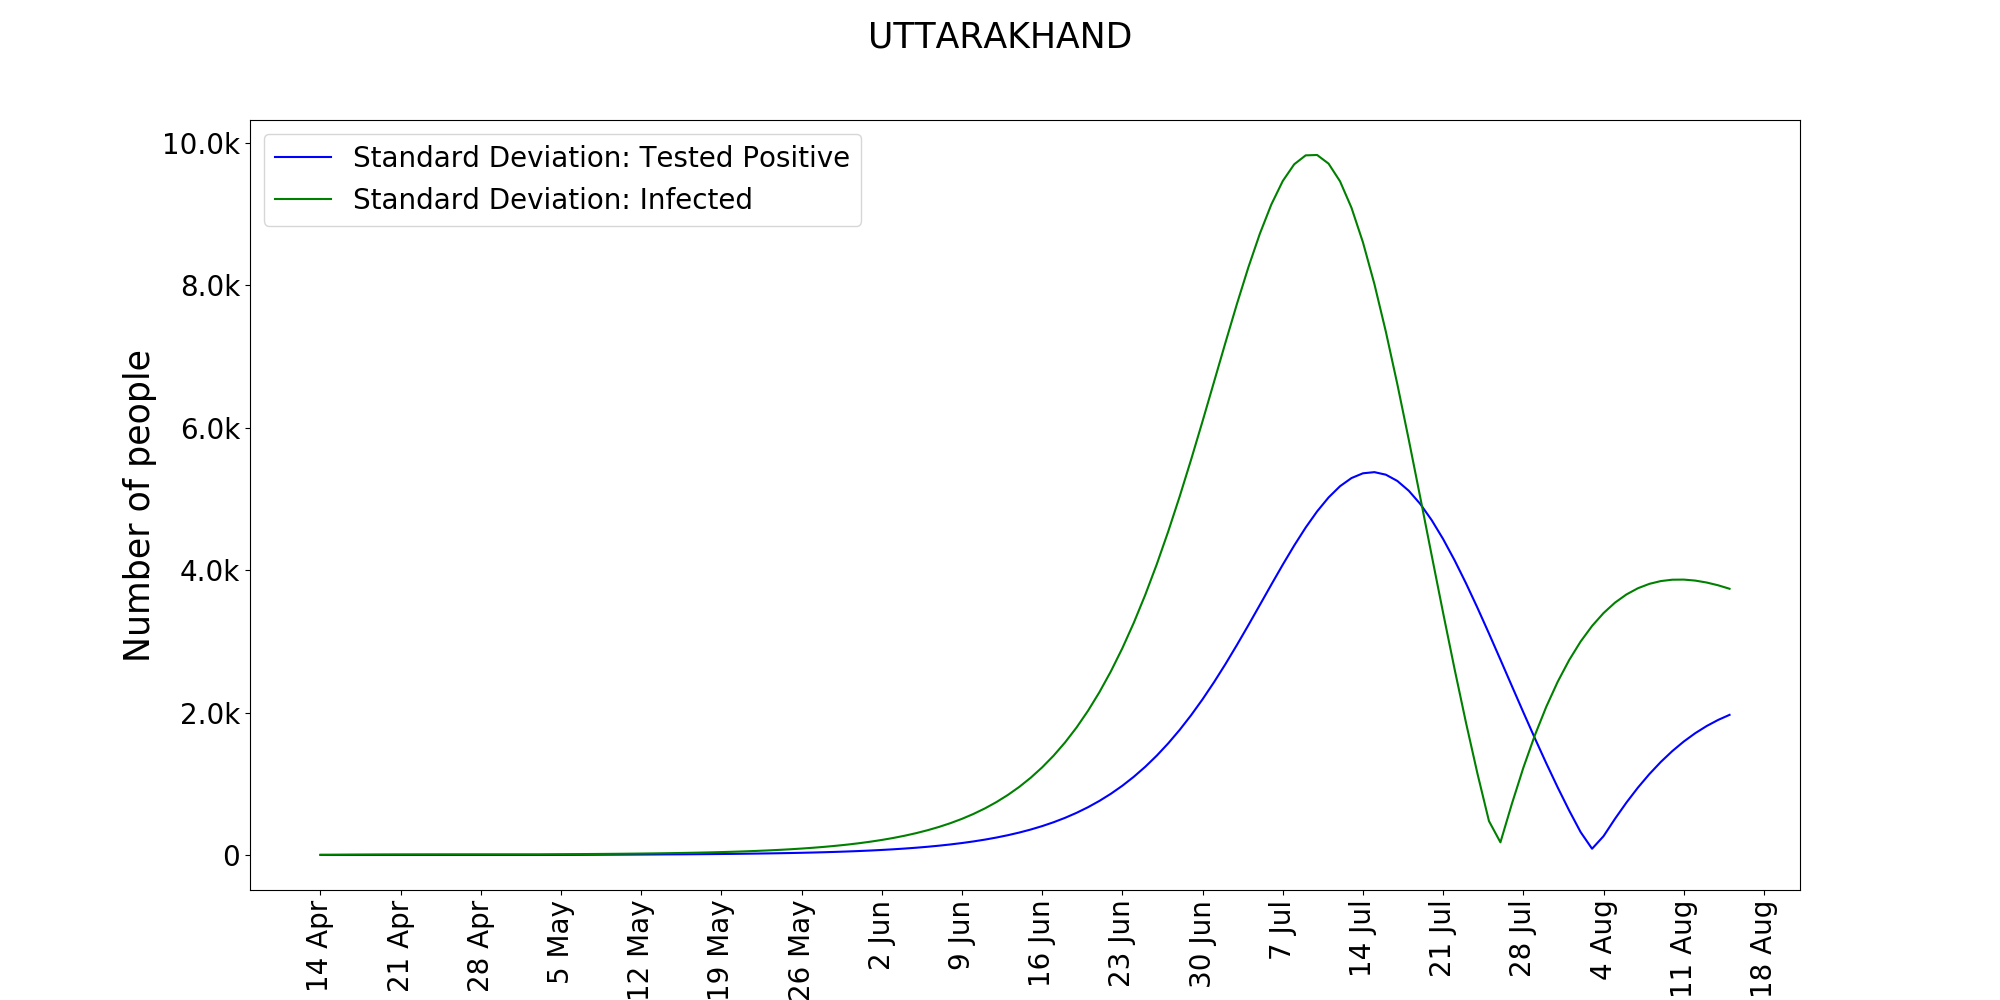 UTTARAKHAND
10.0k
8.0k
6.0k
4.0k
2.0k
0
Number of people
Standard Deviation: Tested Positive
Standard Deviation: Infected
14 Apr
21 Apr
28 Apr
5 May
12 May
19 May
26 May
2 Jun
9 Jun
16 Jun
23 Jun
30 Jun
7 Jul
14 Jul
21 Jul
28 Jul
4 Aug
11 Aug
18 Aug